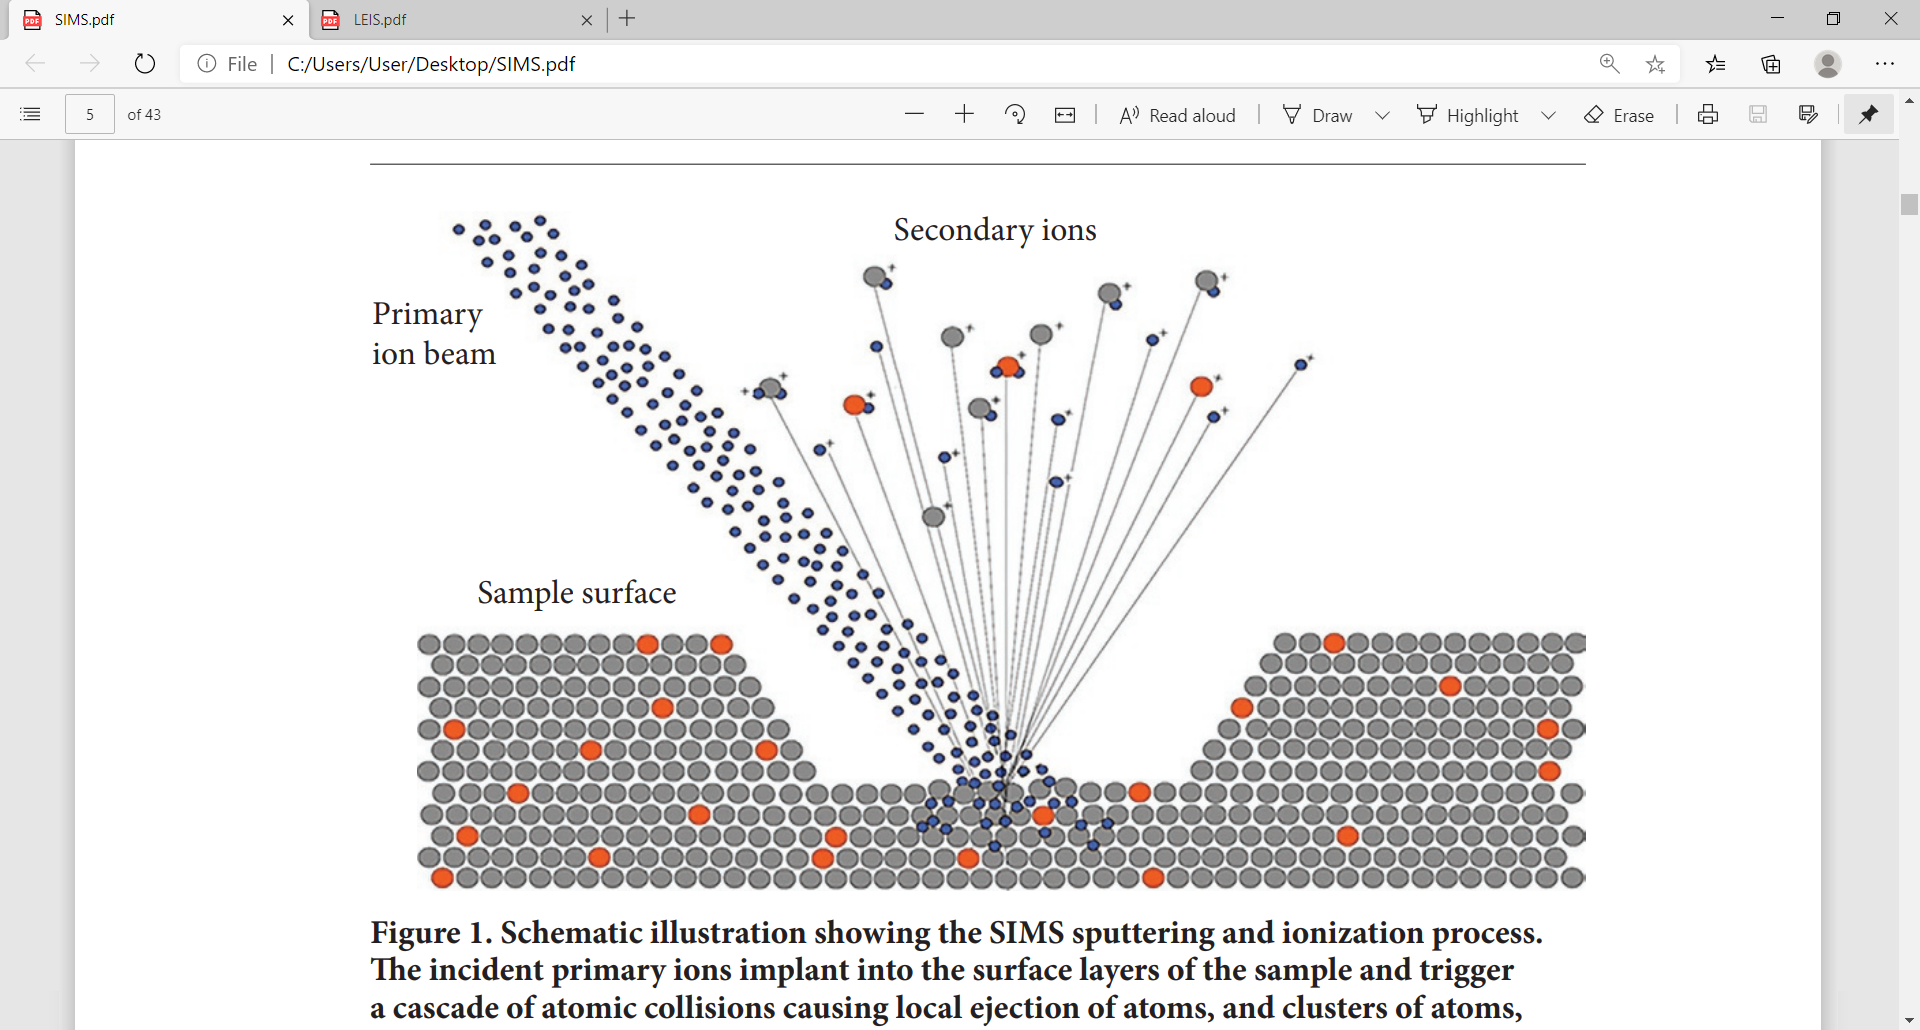 SIMS.pdf
LEIS.pdf
File | C:/Users/User/Desktop/SIMS.pdf
5 of 43
Read aloud
Draw
Highlight
Erase
Secondary ions
Primary
ion beam
Sample surface
Figure 1. Schematic illustration showing the SIMS sputtering and ionization process.
The incident primary ions implant into the surface layers of the sample and trigger
a cascade of atomic collisions causing local ejection of atoms, and clusters of atoms,